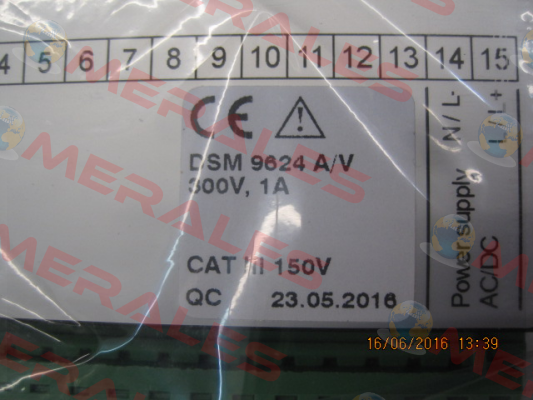 4 5 6 7 8 9 10 11 12 13 14 15
CE
DSM 9624 A/V
300V, 1A
CAT III 150V
QC 23.05.2016
N / L-
L / L+
Power supply
AC/DC
MERALES
16/06/2016 13:39